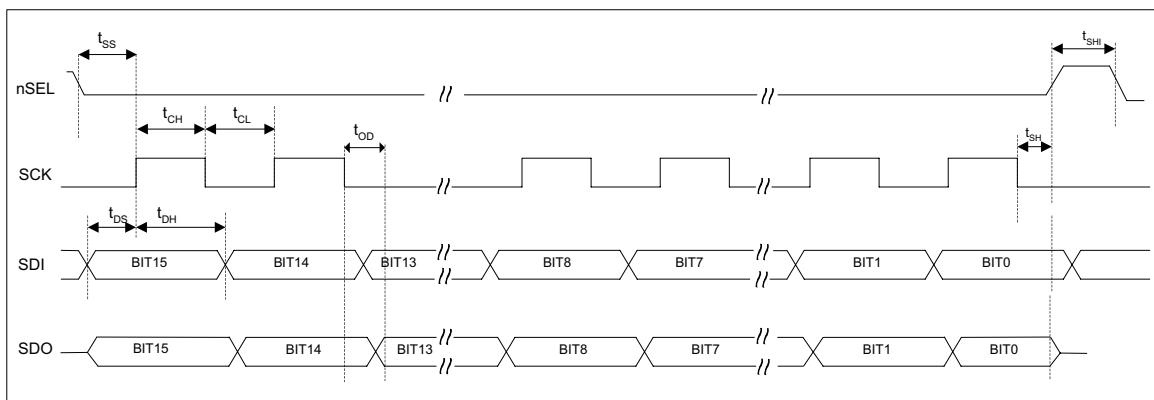 tSS
tSHI
nSEL
tCH
tCL
tOD
tSH
SCK
tDS
tDH
SDI
BIT15
BIT14
BIT13
BIT8
BIT7
BIT1
BIT0
SDO
BIT15
BIT14
BIT13
BIT8
BIT7
BIT1
BIT0